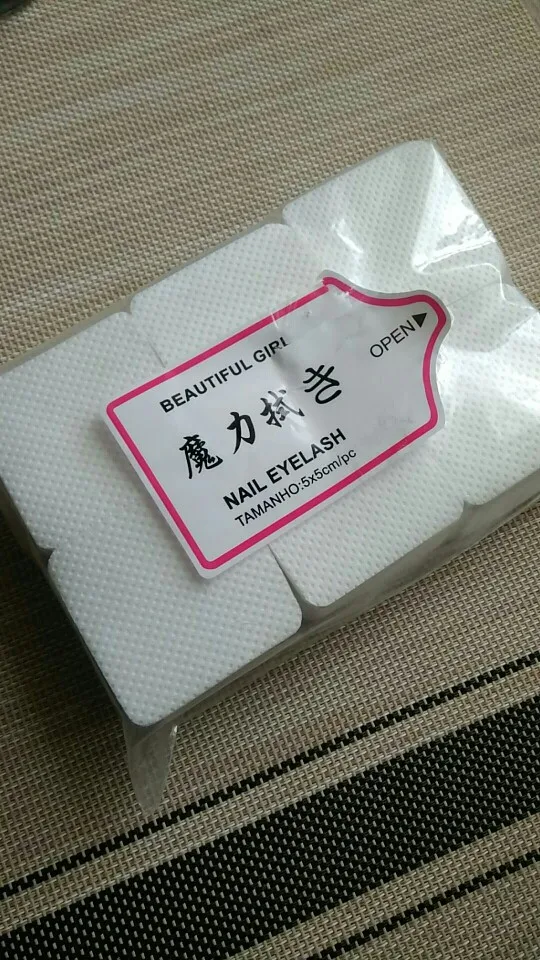 BEAUTIFUL GIRL
OPEN▶
魔力拭き
NAIL EYELASH
TAMANHO:5x5cm/pc